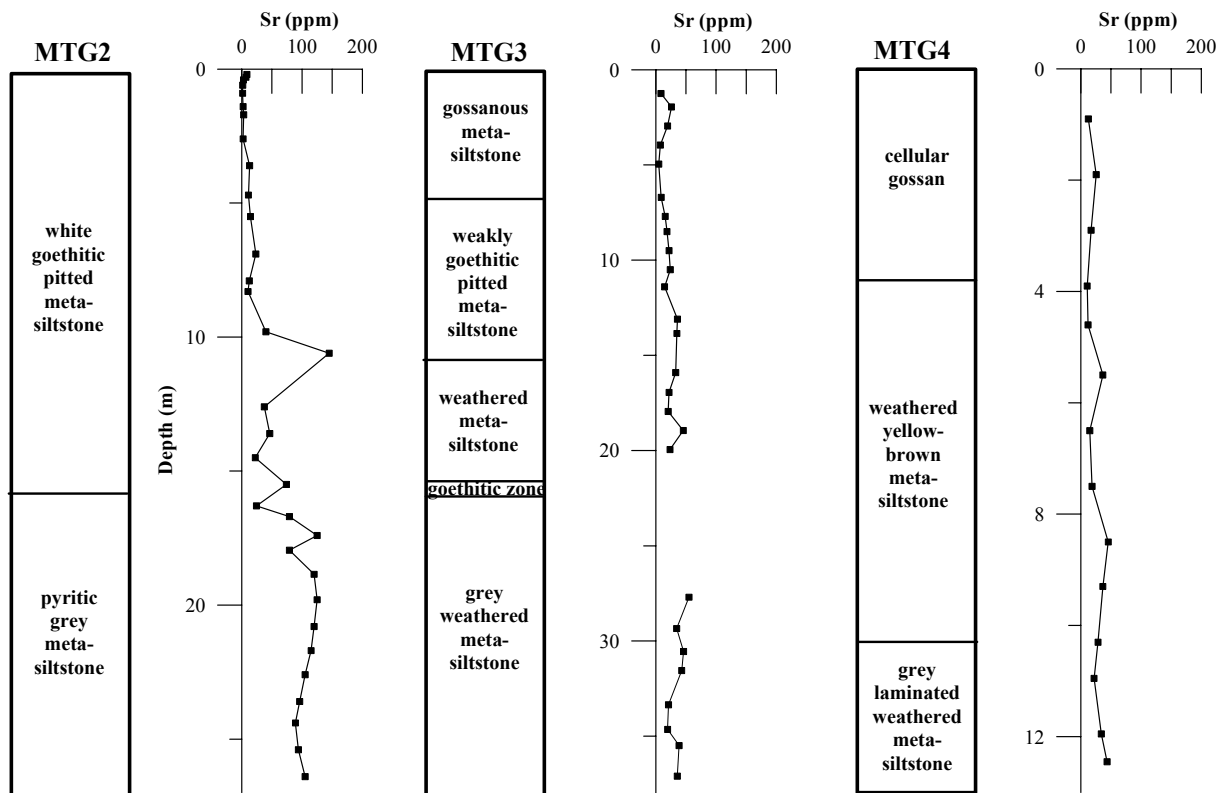 Sr (ppm)
0 100 200
Sr (ppm)
0 100 200
Sr (ppm)
0 100 200
MTG2
MTG3
MTG4
white
goethitic
pitted
meta-
siltstone
pyritic
grey
meta-
siltstone
Depth (m)
0
10
20
gossanous
meta-
siltstone
weakly
goethitic
pitted
meta-
siltstone
weathered
meta-
siltstone
goethitic zone
grey
weathered
meta-
siltstone
0
10
20
30
cellular
gossan
weathered
yellow-
brown
meta-
siltstone
grey
laminated
weathered
meta-
siltstone
0
4
8
12